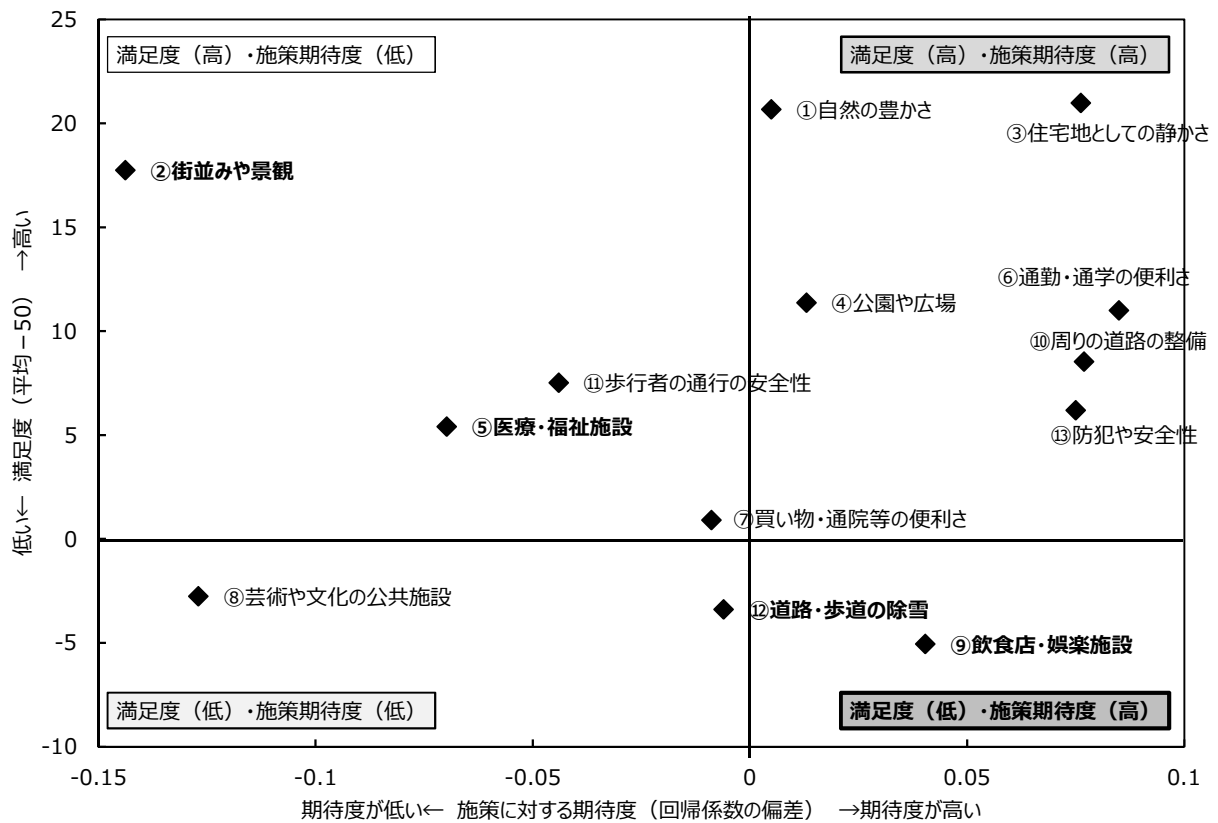 25
満足度（高）・施策期待度（低）
満足度（高）・施策期待度（高）
20
①自然の豊かさ
③住宅地としての静かさ
②街並みや景観
15
⑥通勤・通学の便利さ
10
④公園や広場
⑩周りの道路の整備
⑪歩行者の通行の安全性
5
⑤医療・福祉施設
⑬防犯や安全性
⑦買い物・通院等の便利さ
0
⑧芸術や文化の公共施設
⑫道路・歩道の除雪
-5
⑨飲食店・娯楽施設
満足度（低）・施策期待度（低）
満足度（低）・施策期待度（高）
-10
-0.15 -0.1 -0.05 0 0.05 0.1
期待度が低い← 施策に対する期待度（回帰係数の偏差） →期待度が高い
低い← 満足度（平均－50） →高い